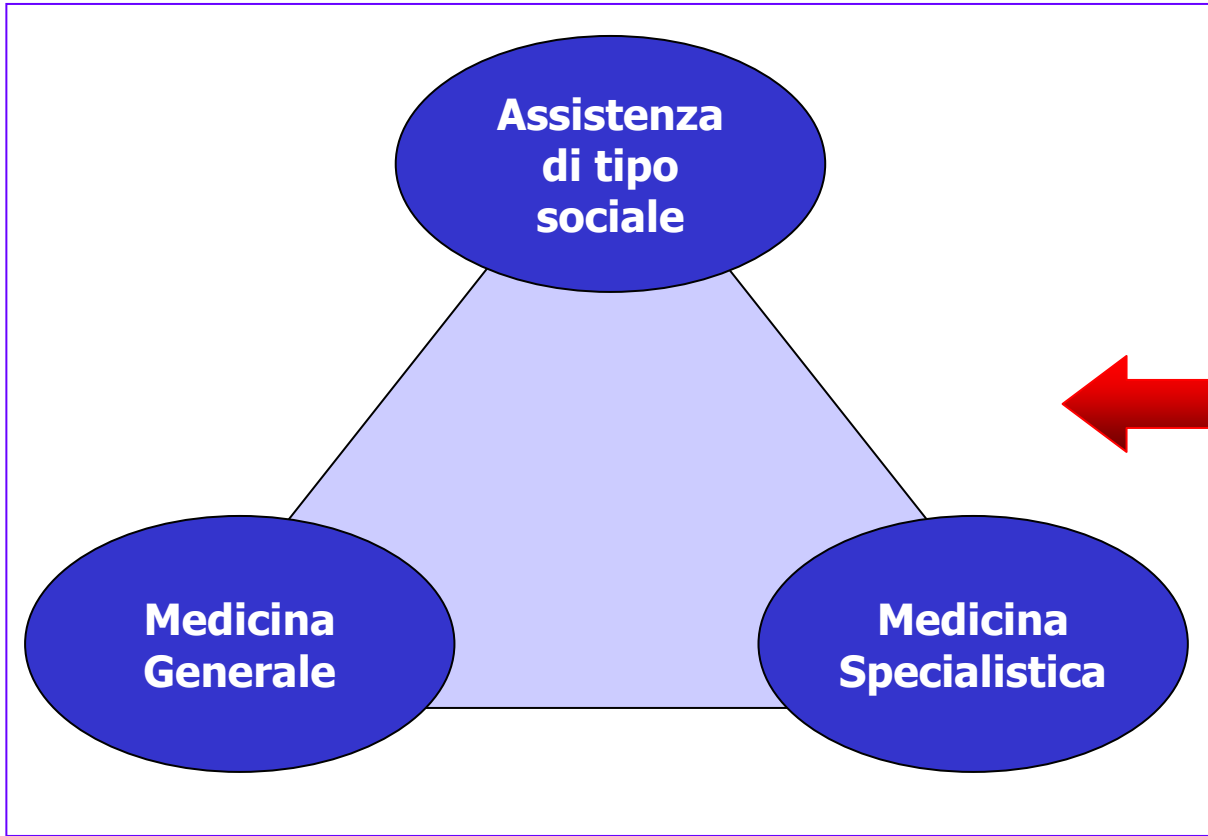 Assistenza
di tipo
sociale
Medicina
Generale
Medicina
Specialistica